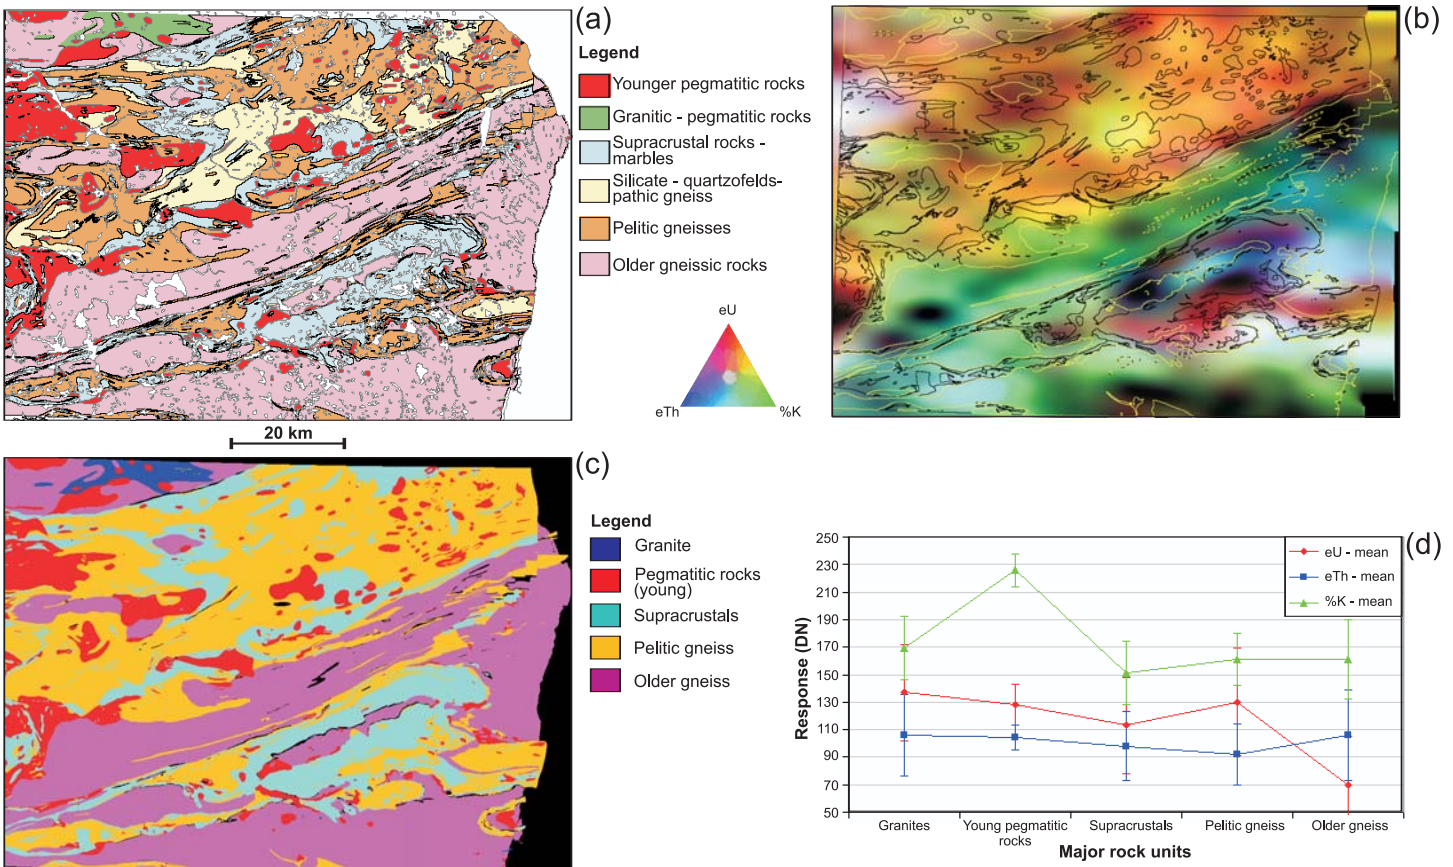 (a)
Legend
Younger pegmatitic rocks
Granitic - pegmatitic rocks
Supracrustal rocks -
marbles
Silicate - quartzofelds-
pathic gneiss
Pelitic gneisses
Older gneissic rocks
eU
eTh
%K
20 km
(b)
(c)
Legend
Granite
Pegmatitic rocks
(young)
Supracrustals
Pelitic gneiss
Older gneiss
(d)
Response (DN)
250
230
210
190
170
150
130
110
90
70
50
eU - mean
eTh - mean
%K - mean
Granites
Young pegmatitic
rocks
Supracrustals
Pelitic gneiss
Older gneiss
Major rock units